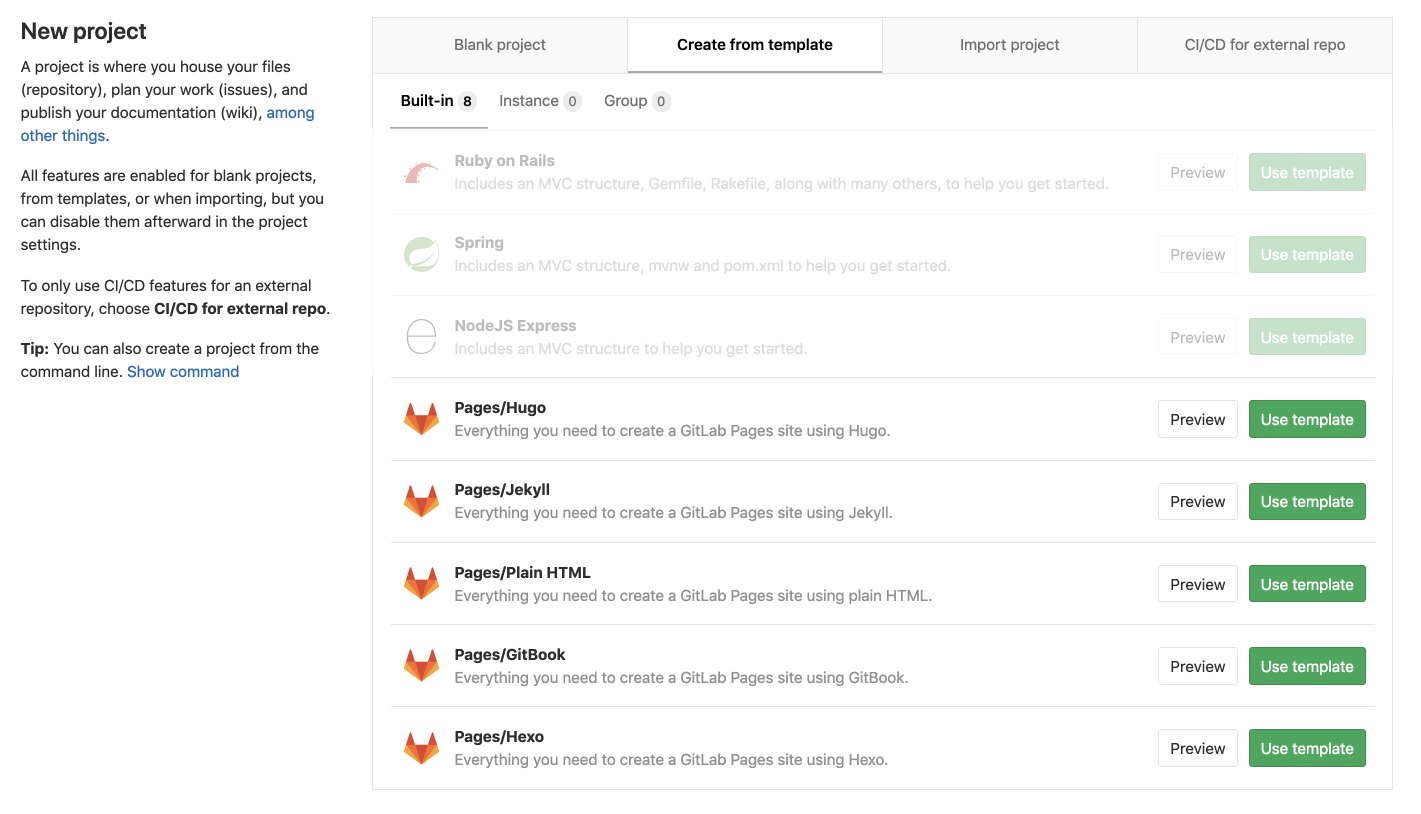 New project
A project is where you house your files
(repository), plan your work (issues), and
publish your documentation (wiki), among
other things.
All features are enabled for blank projects,
from templates, or when importing, but you
can disable them afterward in the project
settings.
To only use CI/CD features for an external
repository, choose CI/CD for external repo.
Tip: You can also create a project from the
command line. Show command
Blank project
Create from template
Import project
CI/CD for external repo
Built-in 8
Instance 0
Group 0
Ruby on Rails
Includes an MVC structure, Gemfile, Rakefile, along with many others, to help you get started.
Preview
Use template
Spring
Includes an MVC structure, mvnw and pom.xml to help you get started.
Preview
Use template
NodeJS Express
Includes an MVC structure to help you get started.
Preview
Use template
Pages/Hugo
Everything you need to create a GitLab Pages site using Hugo.
Preview
Use template
Pages/Jekyll
Everything you need to create a GitLab Pages site using Jekyll.
Preview
Use template
Pages/Plain HTML
Everything you need to create a GitLab Pages site using plain HTML.
Preview
Use template
Pages/GitBook
Everything you need to create a GitLab Pages site using GitBook.
Preview
Use template
Pages/Hexo
Everything you need to create a GitLab Pages site using Hexo.
Preview
Use template